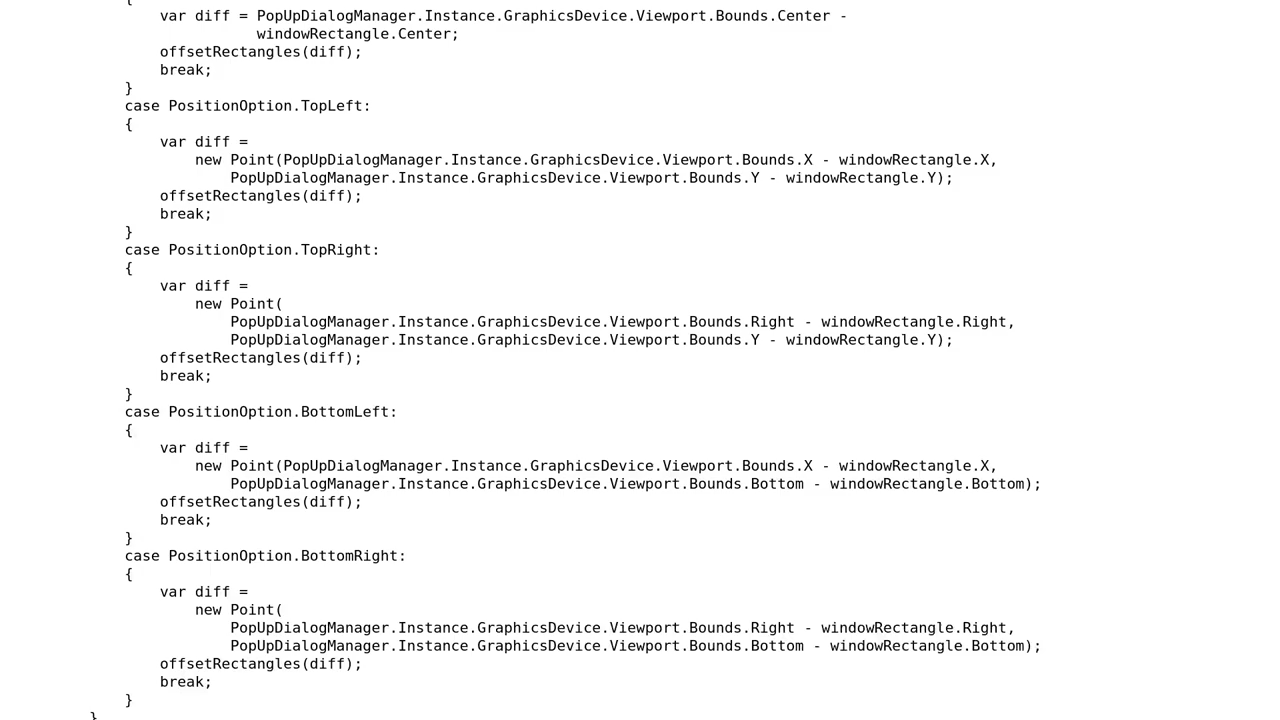 {
var diff = PopUpDialogManager.Instance.GraphicsDevice.Viewport.Bounds.Center -
windowRectangle.Center;
offsetRectangles(diff);
break;
}
case PositionOption.TopLeft:
{
var diff =
new Point(PopUpDialogManager.Instance.GraphicsDevice.Viewport.Bounds.X - windowRectangle.X,
PopUpDialogManager.Instance.GraphicsDevice.Viewport.Bounds.Y - windowRectangle.Y);
offsetRectangles(diff);
break;
}
case PositionOption.TopRight:
{
var diff =
new Point(
PopUpDialogManager.Instance.GraphicsDevice.Viewport.Bounds.Right - windowRectangle.Right,
PopUpDialogManager.Instance.GraphicsDevice.Viewport.Bounds.Y - windowRectangle.Y);
offsetRectangles(diff);
break;
}
case PositionOption.BottomLeft:
{
var diff =
new Point(PopUpDialogManager.Instance.GraphicsDevice.Viewport.Bounds.X - windowRectangle.X,
PopUpDialogManager.Instance.GraphicsDevice.Viewport.Bounds.Bottom - windowRectangle.Bottom);
offsetRectangles(diff);
break;
}
case PositionOption.BottomRight:
{
var diff =
new Point(
PopUpDialogManager.Instance.GraphicsDevice.Viewport.Bounds.Right - windowRectangle.Right,
PopUpDialogManager.Instance.GraphicsDevice.Viewport.Bounds.Bottom - windowRectangle.Bottom);
offsetRectangles(diff);
break;
}
}